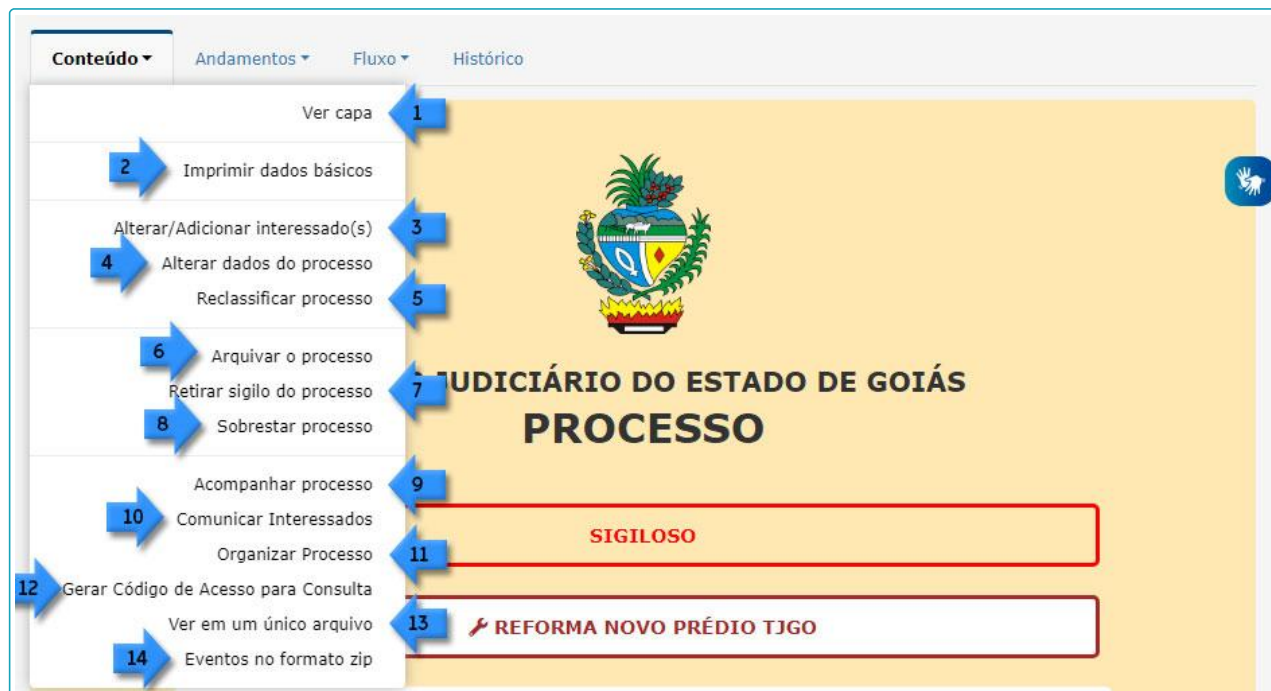 Conteúdo Andamentos Fluxo Histórico
Ver capa 1
2 Imprimir dados básicos
Alterar/Adicionar interessado(s) 3
4 Alterar dados do processo
Reclassificar processo 5
6 Arquivar o processo
Retirar sigilo do processo 7
JUDICIÁRIO DO ESTADO DE GOIÁS
8 Sobrestar processo
PROCESSO
Acompanhar processo 9
10 Comunicar Interessados
SIGILOSO
Organizar Processo 11
12 Gerar Código de Acesso para Consulta
Ver em um único arquivo 13
REFORMA NOVO PRÉDIO TJGO
14 Eventos no formato zip